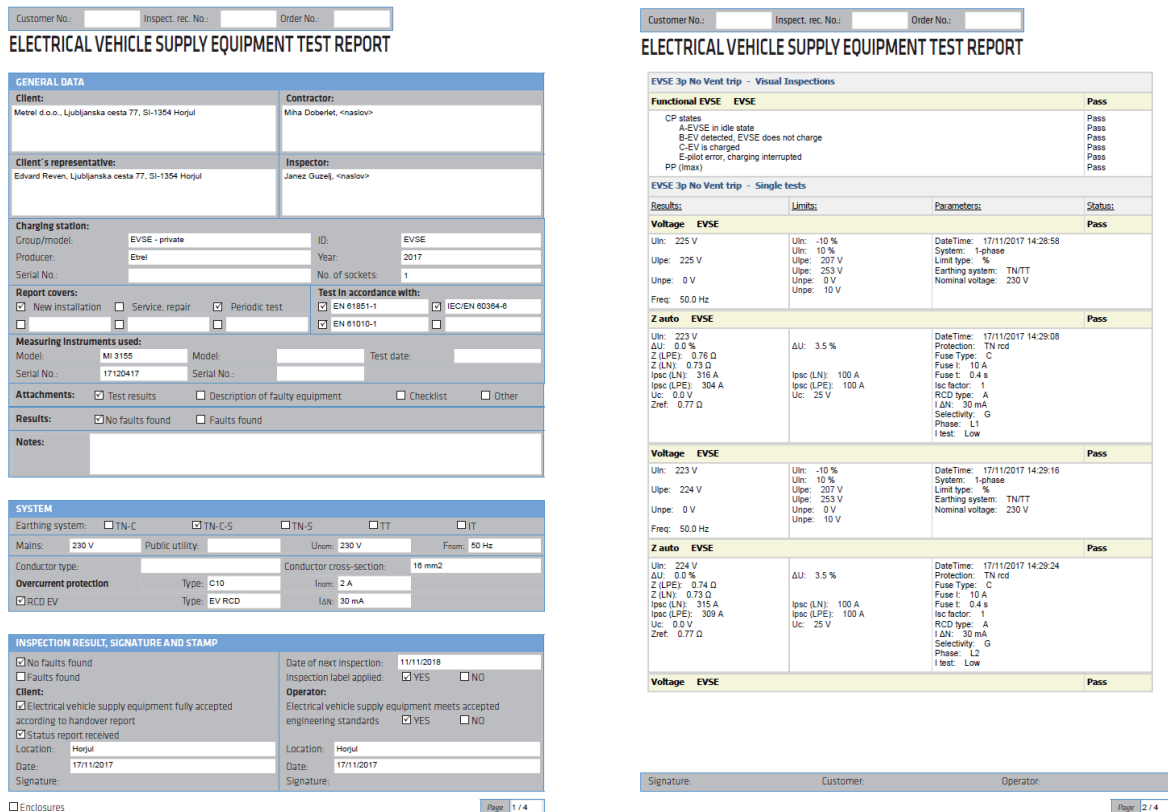 Customer No.: Inspect. rec. No.: Order No.:
ELECTRICAL VEHICLE SUPPLY EQUIPMENT TEST REPORT
GENERAL DATA
Client: Contractor:
Metrel d.o.o., Ljubljanska cesta 77, SI-1354 Horjul Miha Doberlet, <naslov>
Client´s representative: Inspector:
Edvard Reven, Ljubljanska cesta 77, SI-1354 Horjul Janez Guzelj, <naslov>
Charging station:
Group/model: EVSE - private ID: EVSE
Producer: Etrel Year: 2017
Serial No.: No. of sockets: 1
Report covers: Test in accordance with:
☑ New installation ☐ Service, repair ☑ Periodic test ☑ EN 61851-1 ☑ IEC/EN 60364-6
☐ ☐ ☐ ☑ EN 61010-1 ☐
Measuring instruments used:
Model: MI 3155 Model: Test date:
Serial No.: 17120417 Serial No.:
Attachments: ☑ Test results ☐ Description of faulty equipment ☐ Checklist ☐ Other
Results: ☑ No faults found ☐ Faults found
Notes:
SYSTEM
Earthing system: ☐ TN-C ☑ TN-C-S ☐ TN-S ☐ TT ☐ IT
Mains: 230 V Public utility: Unom: 230 V Fnom: 50 Hz
Conductor type: Conductor cross-section: 16 mm2
Overcurrent protection Type: C10 Inom: 2 A
☑ RCD EV Type: EV RCD IΔN: 30 mA
INSPECTION RESULT, SIGNATURE AND STAMP
☑ No faults found Date of next inspection: 11/11/2018
☐ Faults found Inspection label applied: ☑ YES ☐ NO
Client: Operator:
☑ Electrical vehicle supply equipment fully accepted Electrical vehicle supply equipment meets accepted
according to handover report engineering standards ☑ YES ☐ NO
☑ Status report received
Location: Horjul Location: Horjul
Date: 17/11/2017 Date: 17/11/2017
Signature: Signature:
☐ Enclosures Page 1 / 4
Customer No.: Inspect. rec. No.: Order No.:
ELECTRICAL VEHICLE SUPPLY EQUIPMENT TEST REPORT
EVSE 3p No Vent trip - Visual Inspections
Functional EVSE EVSE Pass
CP states Pass
A-EVSE in idle state Pass
B-EV detected, EVSE does not charge Pass
C-EV is charged Pass
E-pilot error, charging interrupted Pass
PP (Imax) Pass
EVSE 3p No Vent trip - Single tests
Results: Limits: Parameters: Status:
Voltage EVSE Pass
Uln: 225 V Uln: -10 % DateTime: 17/11/2017 14:28:58
Uln: 10 % System: 1-phase
Ulpe: 225 V Ulpe: 207 V Limit type: %
Ulpe: 253 V Earthing system: TN/TT
Unpe: 0 V Unpe: 0 V Nominal voltage: 230 V
Unpe: 10 V
Freq: 50.0 Hz
Z auto EVSE Pass
Uln: 223 V DateTime: 17/11/2017 14:29:08
ΔU: 0.0 % ΔU: 3.5 % Protection: TN rcd
Z (LPE): 0.76 Ω Fuse Type: C
Z (LN): 0.73 Ω Fuse I: 10 A
Ipsc (LN): 316 A Ipsc (LN): 100 A Fuse t: 0.4 s
Ipsc (LPE): 304 A Ipsc (LPE): 100 A Isc factor: 1
Uc: 0.0 V Uc: 25 V RCD type: A
Zref: 0.77 Ω I ΔN: 30 mA
Selectivity: G
Phase: L1
I test: Low
Voltage EVSE Pass
Uln: 223 V Uln: -10 % DateTime: 17/11/2017 14:29:16
Uln: 10 % System: 1-phase
Ulpe: 224 V Ulpe: 207 V Limit type: %
Ulpe: 253 V Earthing system: TN/TT
Unpe: 0 V Unpe: 0 V Nominal voltage: 230 V
Unpe: 10 V
Freq: 50.0 Hz
Z auto EVSE Pass
Uln: 224 V DateTime: 17/11/2017 14:29:24
ΔU: 0.0 % ΔU: 3.5 % Protection: TN rcd
Z (LPE): 0.74 Ω Fuse Type: C
Z (LN): 0.73 Ω Fuse I: 10 A
Ipsc (LN): 315 A Ipsc (LN): 100 A Fuse t: 0.4 s
Ipsc (LPE): 309 A Ipsc (LPE): 100 A Isc factor: 1
Uc: 0.0 V Uc: 25 V RCD type: A
Zref: 0.77 Ω I ΔN: 30 mA
Selectivity: G
Phase: L2
I test: Low
Voltage EVSE Pass
Signature: Customer: Operator:
Page 2 / 4